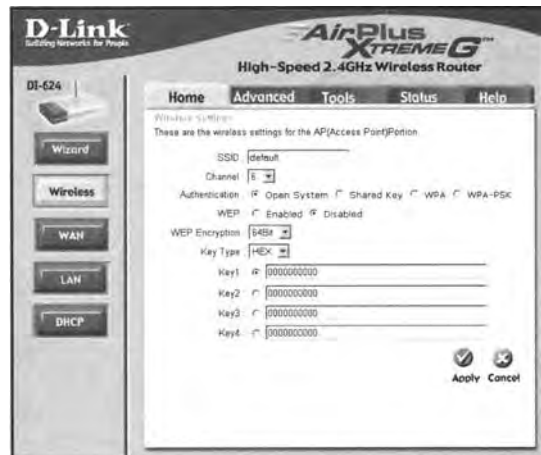 D-Link
Building Networks for People
AirPlus
XTREME G™
High-Speed 2.4GHz Wireless Router
DI-624
Home Advanced Tools Status Help
Wireless Settings
These are the wireless settings for the AP(Access Point)Portion.
SSID default
Channel 6
Authentication Open System Shared Key WPA WPA-PSK
WEP Enabled Disabled
WEP Encryption 64Bit
Key Type HEX
Key1 0000000000
Key2 0000000000
Key3 0000000000
Key4 0000000000
Apply Cancel
Wizard
Wireless
WAN
LAN
DHCP